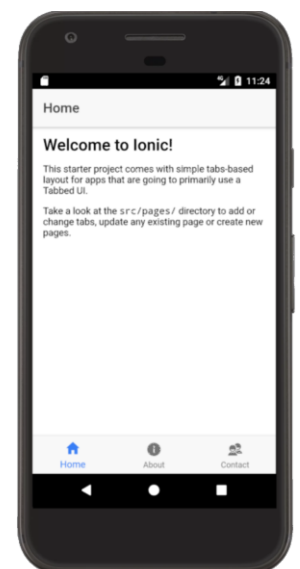 11:24
Home
Welcome to Ionic!
This starter project comes with simple tabs-based
layout for apps that are going to primarily use a
Tabbed UI.
Take a look at the src/pages/ directory to add or
change tabs, update any existing page or create new
pages.
Home About Contact